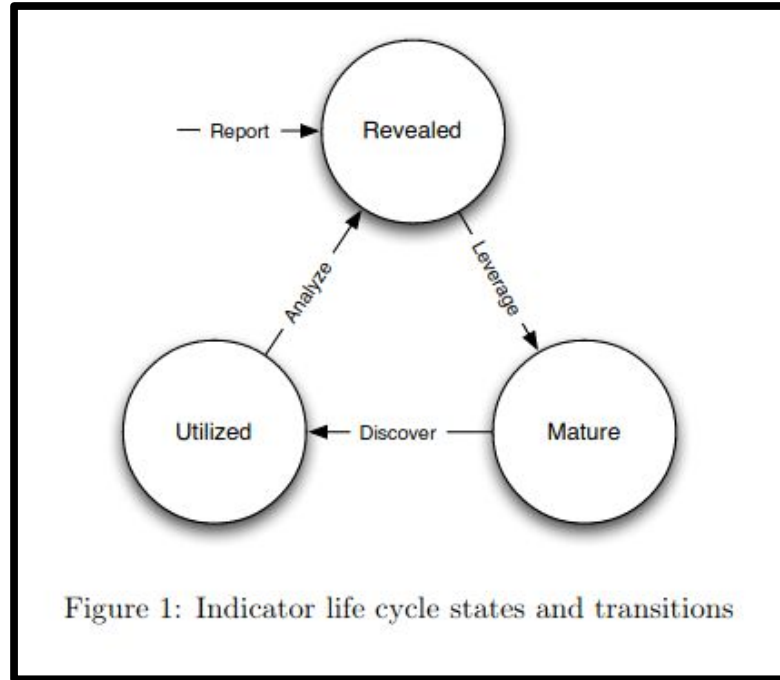 Report
Revealed
Analyze
Leverage
Utilized
Discover
Mature
Figure 1: Indicator life cycle states and transitions